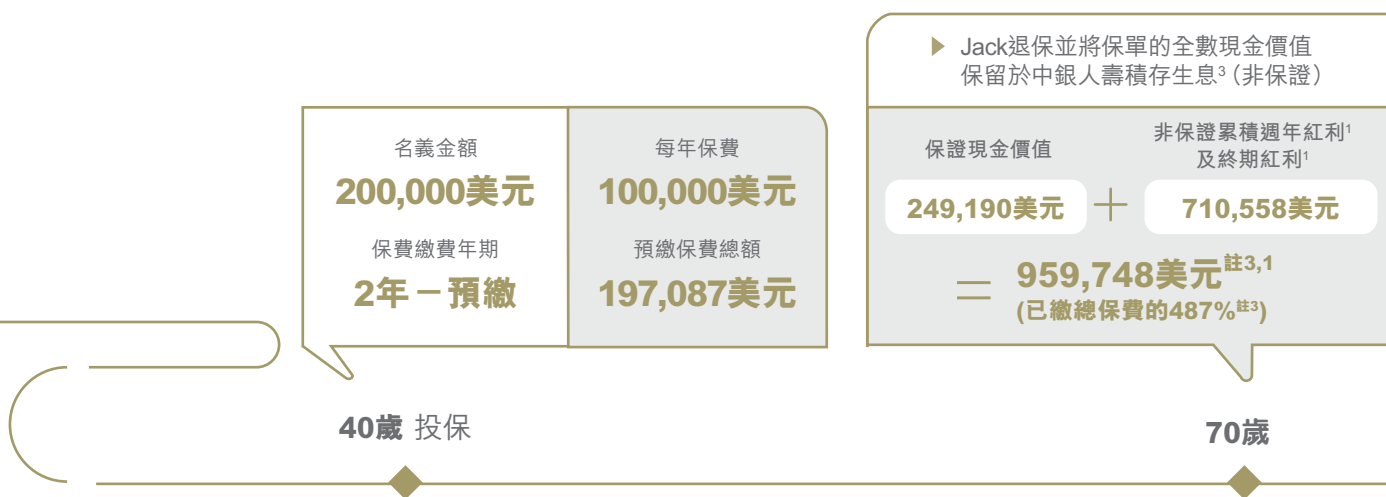 名義金額
200,000美元
保費繳費年期
2年－預繳
每年保費
100,000美元
預繳保費總額
197,087美元
40歲 投保
▶ Jack退保並將保單的全數現金價值
保留於中銀人壽積存生息³（非保證）
保證現金價值
249,190美元
+
非保證累積週年紅利¹
及終期紅利¹
710,558美元
= 959,748美元註3,1
(已繳總保費的487%註3)
70歲